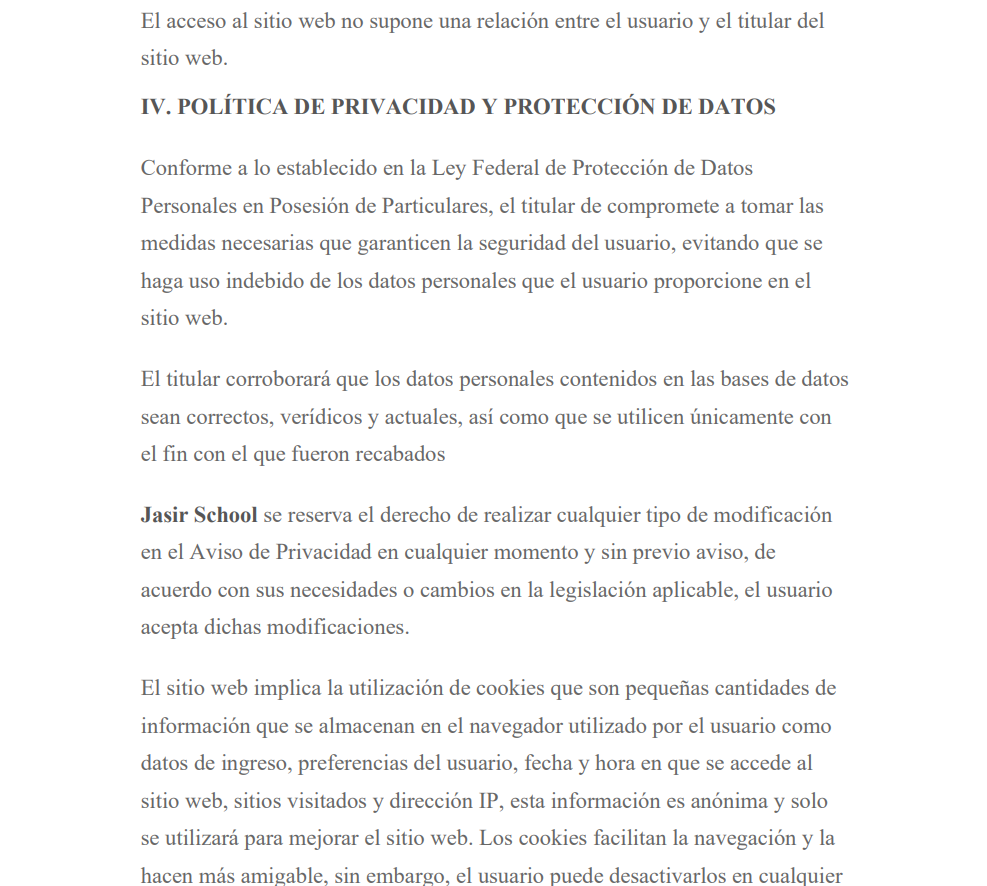 El acceso al sitio web no supone una relación entre el usuario y el titular del
sitio web.
IV. POLÍTICA DE PRIVACIDAD Y PROTECCIÓN DE DATOS
Conforme a lo establecido en la Ley Federal de Protección de Datos
Personales en Posesión de Particulares, el titular de compromete a tomar las
medidas necesarias que garanticen la seguridad del usuario, evitando que se
haga uso indebido de los datos personales que el usuario proporcione en el
sitio web.
El titular corroborará que los datos personales contenidos en las bases de datos
sean correctos, verídicos y actuales, así como que se utilicen únicamente con
el fin con el que fueron recabados
Jasir School se reserva el derecho de realizar cualquier tipo de modificación
en el Aviso de Privacidad en cualquier momento y sin previo aviso, de
acuerdo con sus necesidades o cambios en la legislación aplicable, el usuario
acepta dichas modificaciones.
El sitio web implica la utilización de cookies que son pequeñas cantidades de
información que se almacenan en el navegador utilizado por el usuario como
datos de ingreso, preferencias del usuario, fecha y hora en que se accede al
sitio web, sitios visitados y dirección IP, esta información es anónima y solo
se utilizará para mejorar el sitio web. Los cookies facilitan la navegación y la
hacen más amigable, sin embargo, el usuario puede desactivarlos en cualquier